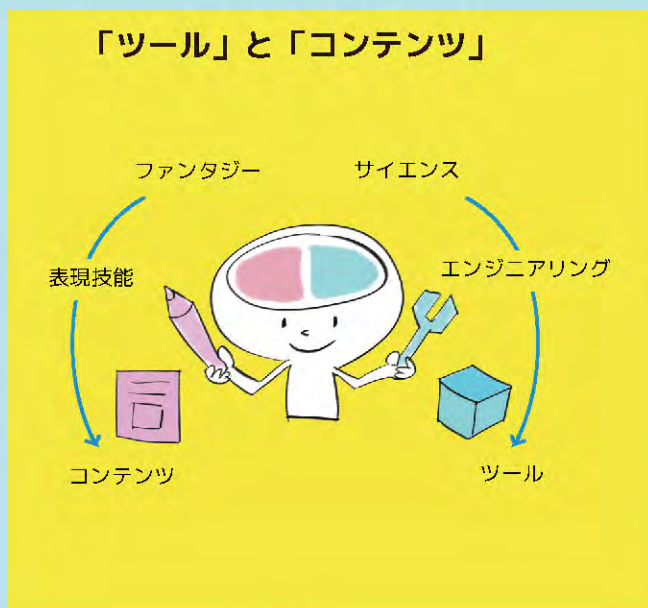 「ツール」と「コンテンツ」
ファンタジー
サイエンス
表現技能
エンジニアリング
コンテンツ
ツール